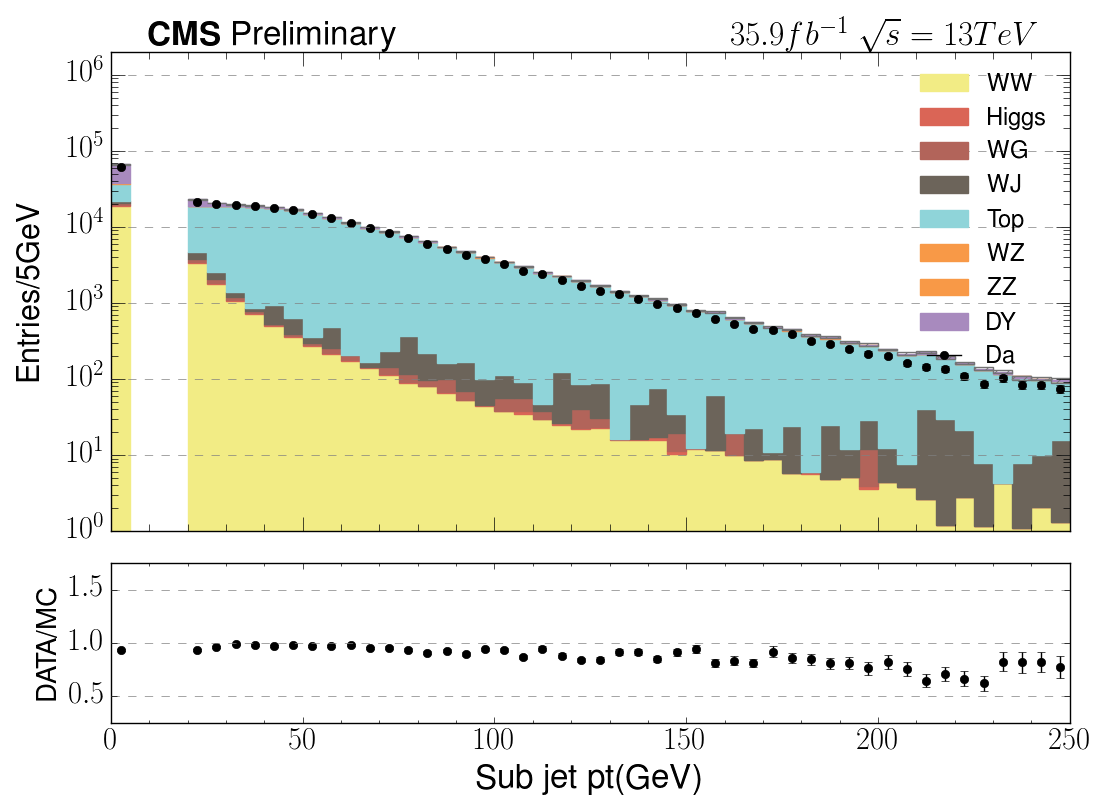 CMS Preliminary 35.9fb⁻¹ √s = 13TeV
10⁶
10⁵
10⁴
10³
10²
10¹
10⁰
Entries/5GeV
WW
Higgs
WG
WJ
Top
WZ
ZZ
DY
Da
1.5
1.0
0.5
DATA/MC
0 50 100 150 200 250
Sub jet pt(GeV)